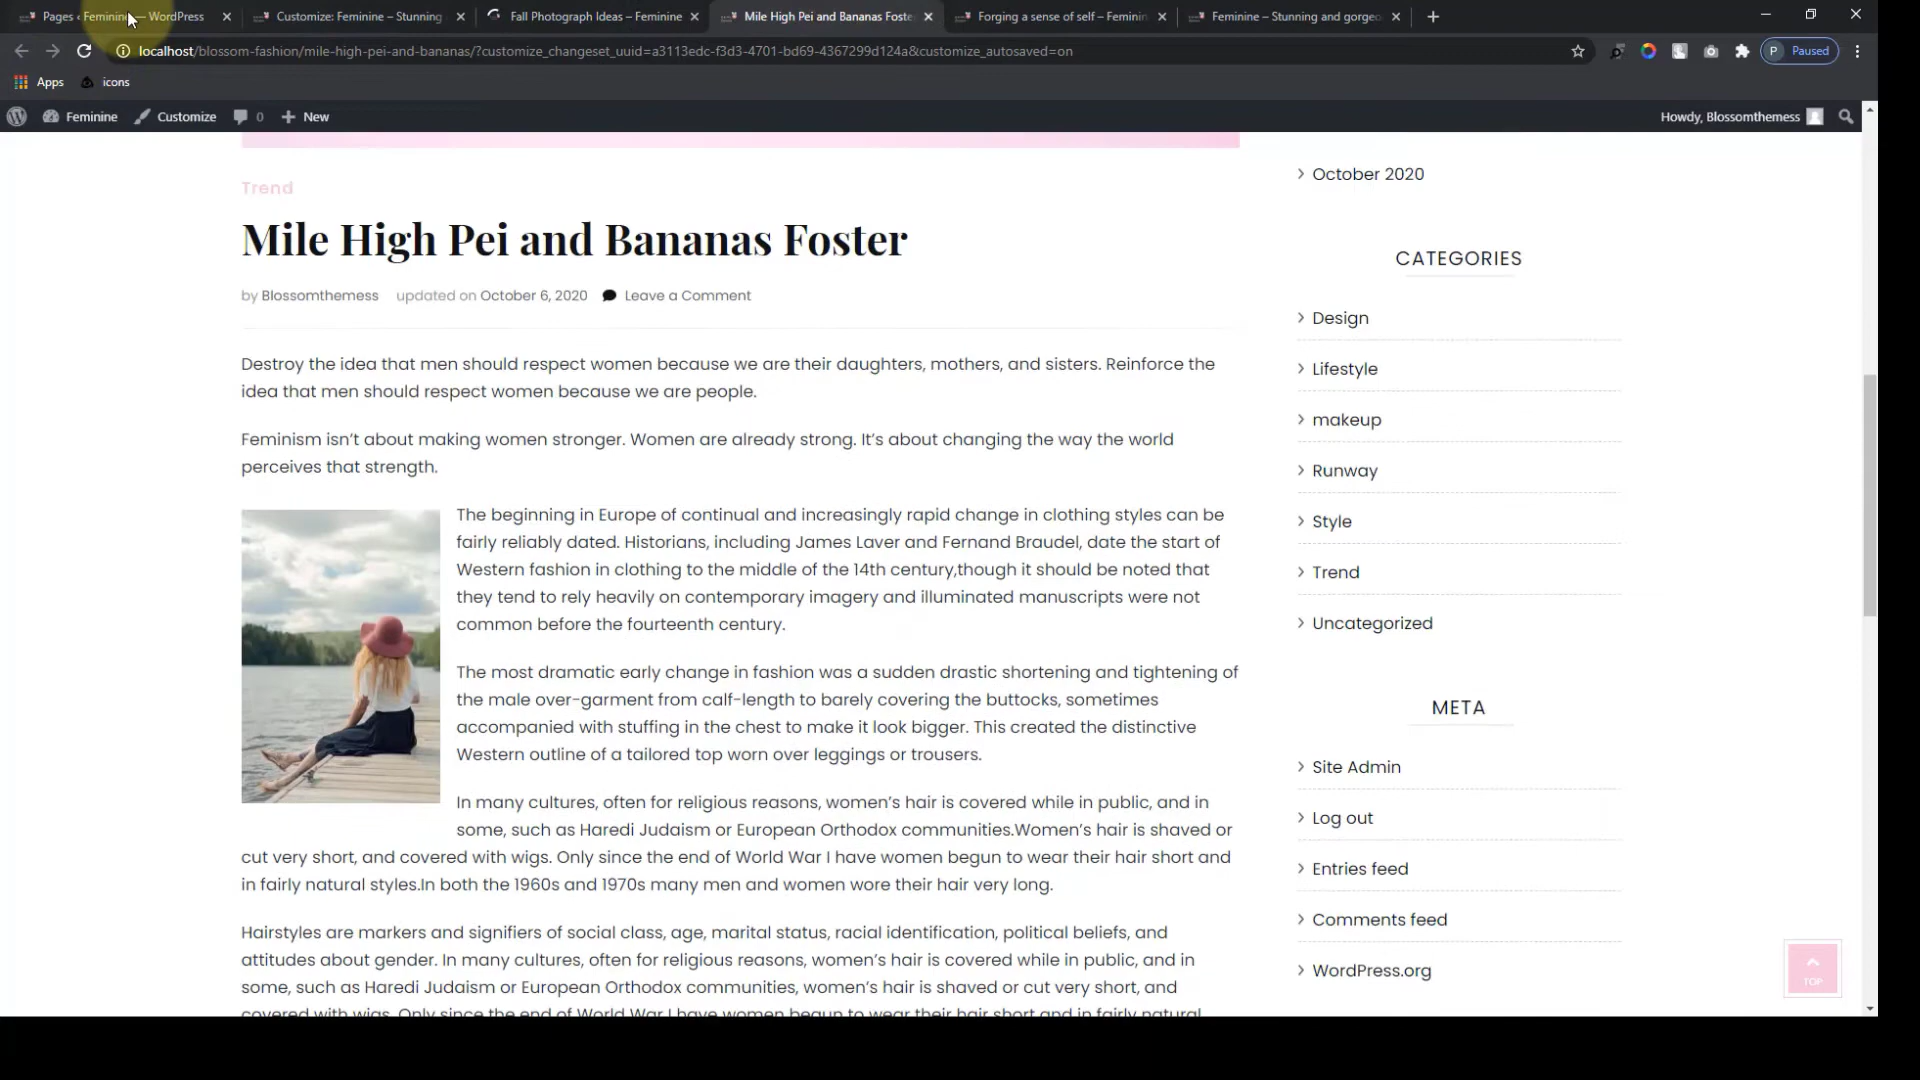 Pages ‹ Feminine — WordPress
Customize: Feminine – Stunning
Fall Photograph Ideas – Feminine
Mile High Pei and Bananas Foste
Forging a sense of self – Feminin
Feminine – Stunning and gorgeo
localhost/blossom-fashion/mile-high-pei-and-bananas/?customize_changeset_uuid=a3113edc-f3d3-4701-bd69-4367299d124a&customize_autosaved=on
P Paused
Apps
icons
Feminine
Customize
0
New
Howdy, Blossomthemess
Trend
Mile High Pei and Bananas Foster
by Blossomthemess updated on October 6, 2020 Leave a Comment
Destroy the idea that men should respect women because we are their daughters, mothers, and sisters. Reinforce the
idea that men should respect women because we are people.
Feminism isn’t about making women stronger. Women are already strong. It’s about changing the way the world
perceives that strength.
The beginning in Europe of continual and increasingly rapid change in clothing styles can be
fairly reliably dated. Historians, including James Laver and Fernand Braudel, date the start of
Western fashion in clothing to the middle of the 14th century,though it should be noted that
they tend to rely heavily on contemporary imagery and illuminated manuscripts were not
common before the fourteenth century.
The most dramatic early change in fashion was a sudden drastic shortening and tightening of
the male over-garment from calf-length to barely covering the buttocks, sometimes
accompanied with stuffing in the chest to make it look bigger. This created the distinctive
Western outline of a tailored top worn over leggings or trousers.
In many cultures, often for religious reasons, women’s hair is covered while in public, and in
some, such as Haredi Judaism or European Orthodox communities.Women’s hair is shaved or
cut very short, and covered with wigs. Only since the end of World War I have women begun to wear their hair short and
in fairly natural styles.In both the 1960s and 1970s many men and women wore their hair very long.
Hairstyles are markers and signifiers of social class, age, marital status, racial identification, political beliefs, and
attitudes about gender. In many cultures, often for religious reasons, women’s hair is covered while in public, and in
some, such as Haredi Judaism or European Orthodox communities, women’s hair is shaved or cut very short, and
covered with wigs. Only since the end of World War I have women begun to wear their hair short and in fairly natural
October 2020
CATEGORIES
Design
Lifestyle
makeup
Runway
Style
Trend
Uncategorized
META
Site Admin
Log out
Entries feed
Comments feed
WordPress.org
TOP